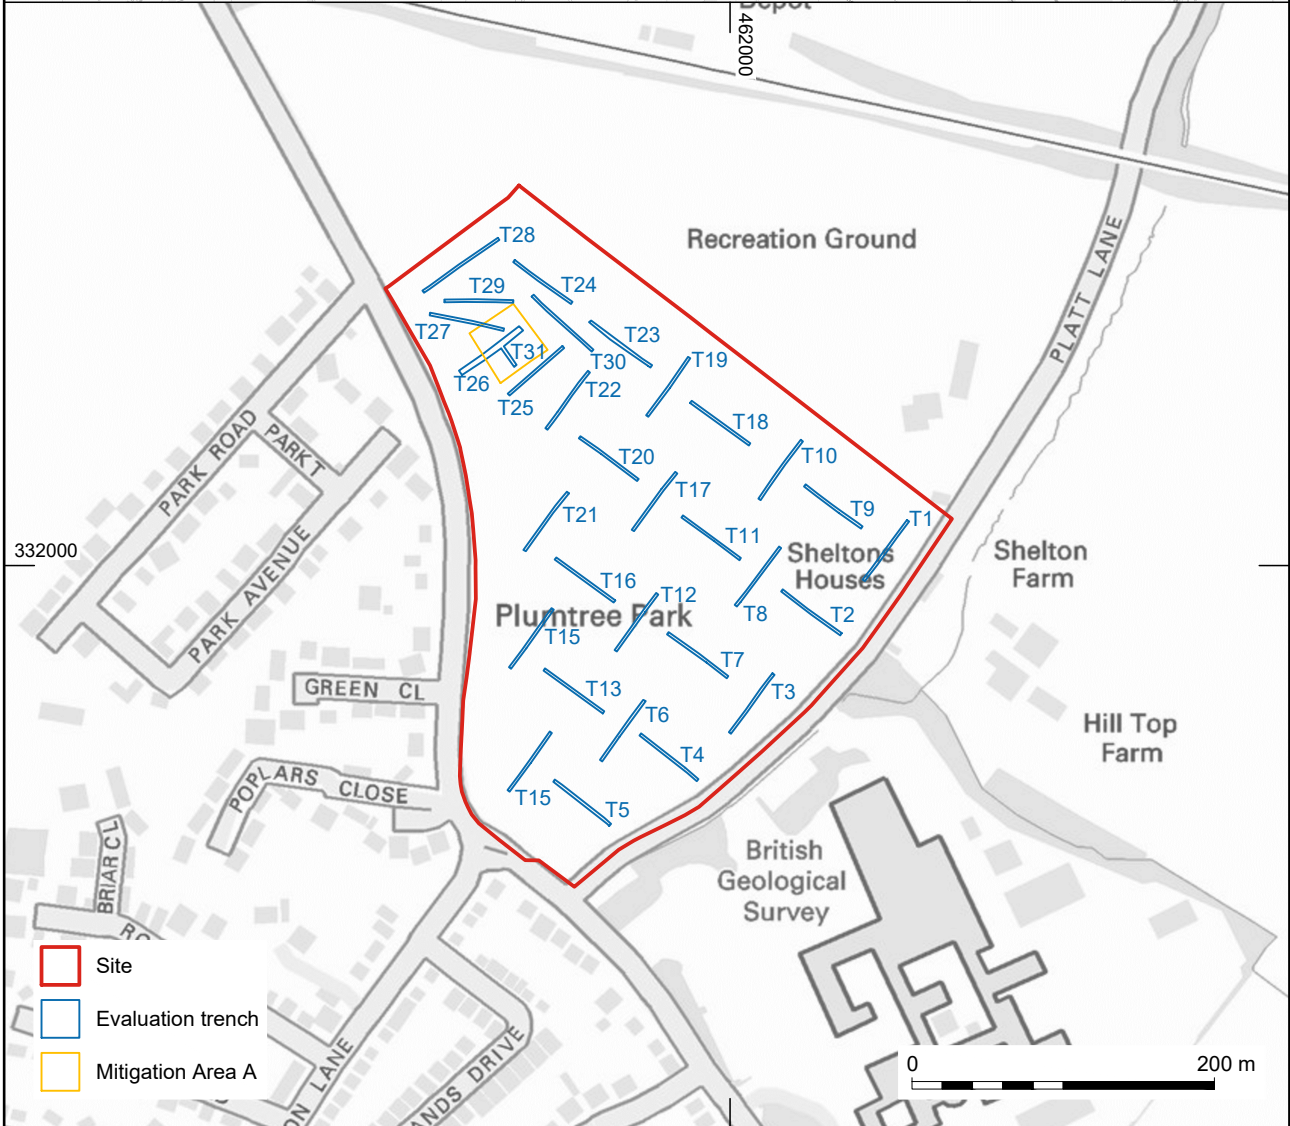 Depot
462000
Recreation Ground
PLATT LANE
T28
T24
T29
T27
T23
T31
T30
T19
T26
T22
T25
T18
PARK ROAD
PARK T
T20
T10
T17
T9
T21
T11
T1
332000
Sheltons
Houses
Shelton
Farm
PARK AVENUE
T16
T12
T8
T2
Plumtree Park
T15
T7
GREEN CL
T13
T3
T6
Hill Top
Farm
T4
POPLARS CLOSE
T15
T5
BRIAR CL
British
Geological
Survey
RO
Site
Evaluation trench
Mitigation Area A
ON LANE
ANDS DRIVE
0
200 m